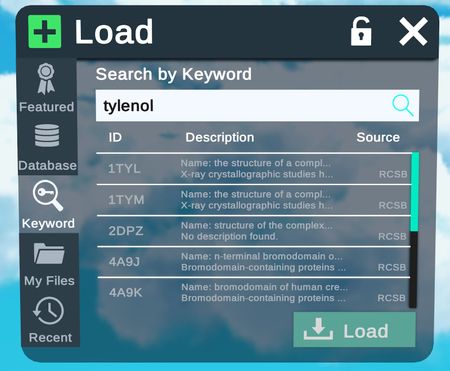 Load
Search by Keyword
tylenol
Featured
Database
Keyword
My Files
Recent
ID Description Source
1TYL Name: the structure of a compl...
X-ray crystallographic studies h... RCSB
1TYM Name: the structure of a compl...
X-ray crystallographic studies h... RCSB
2DPZ Name: structure of the complex...
No description found. RCSB
4A9J Name: n-terminal bromodomain o...
Bromodomain-containing proteins ... RCSB
4A9K Name: bromodomain of human cre...
Bromodomain-containing proteins ... RCSB
Load